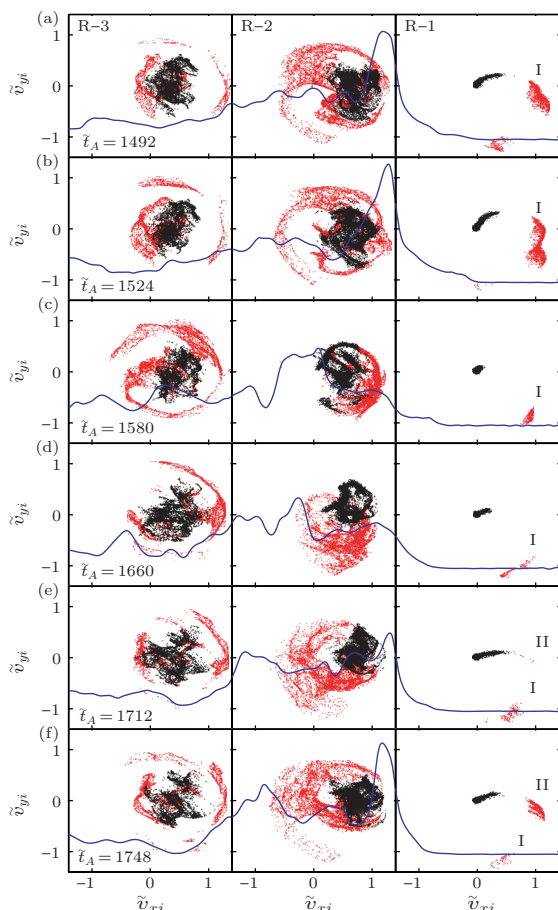 (a) R−3 R−2 R−1
I
ṽyi
1
0
−1
t̃A = 1492
(b)
I
ṽyi
1
0
−1
t̃A = 1524
(c)
I
ṽyi
1
0
−1
t̃A = 1580
(d)
I
ṽyi
1
0
−1
t̃A = 1660
(e)
II
I
ṽyi
1
0
−1
t̃A = 1712
(f)
II
I
ṽyi
1
0
−1
t̃A = 1748
−1 0 1 −1 0 1 −1 0 1
ṽxi ṽxi ṽxi